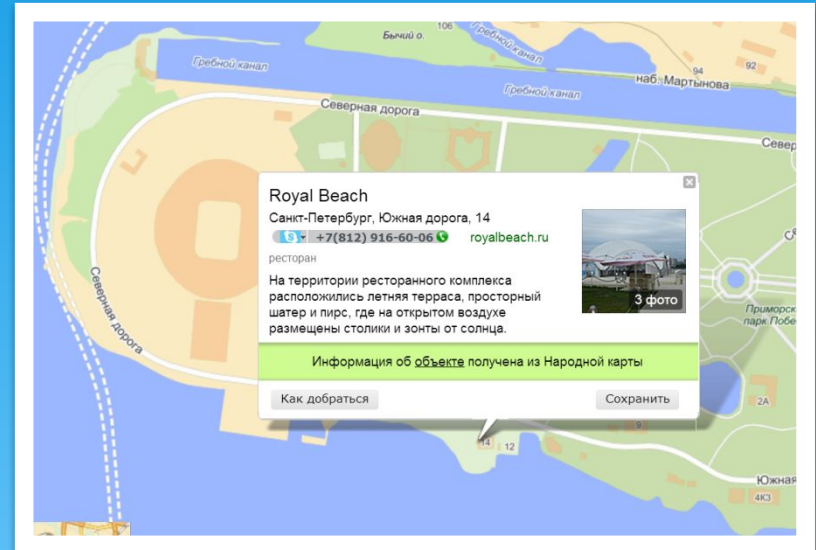 106
Бычий о.
Гребной канал
94
92
наб. Мартынова
Гребной канал
Гребной канал
Северная дорога
Север
Royal Beach
Санкт-Петербург, Южная дорога, 14
+7(812) 916-60-06
royalbeach.ru
ресторан
На территории ресторанного комплекса
расположились летняя терраса, просторный
шатер и пирс, где на открытом воздухе
размещены столики и зонты от солнца.
3 фото
Информация об объекте получена из Народной карты
Как добраться
Сохранить
Северная дорога
Приморск
парк Побе
2А
9
14
12
Южная
4К3